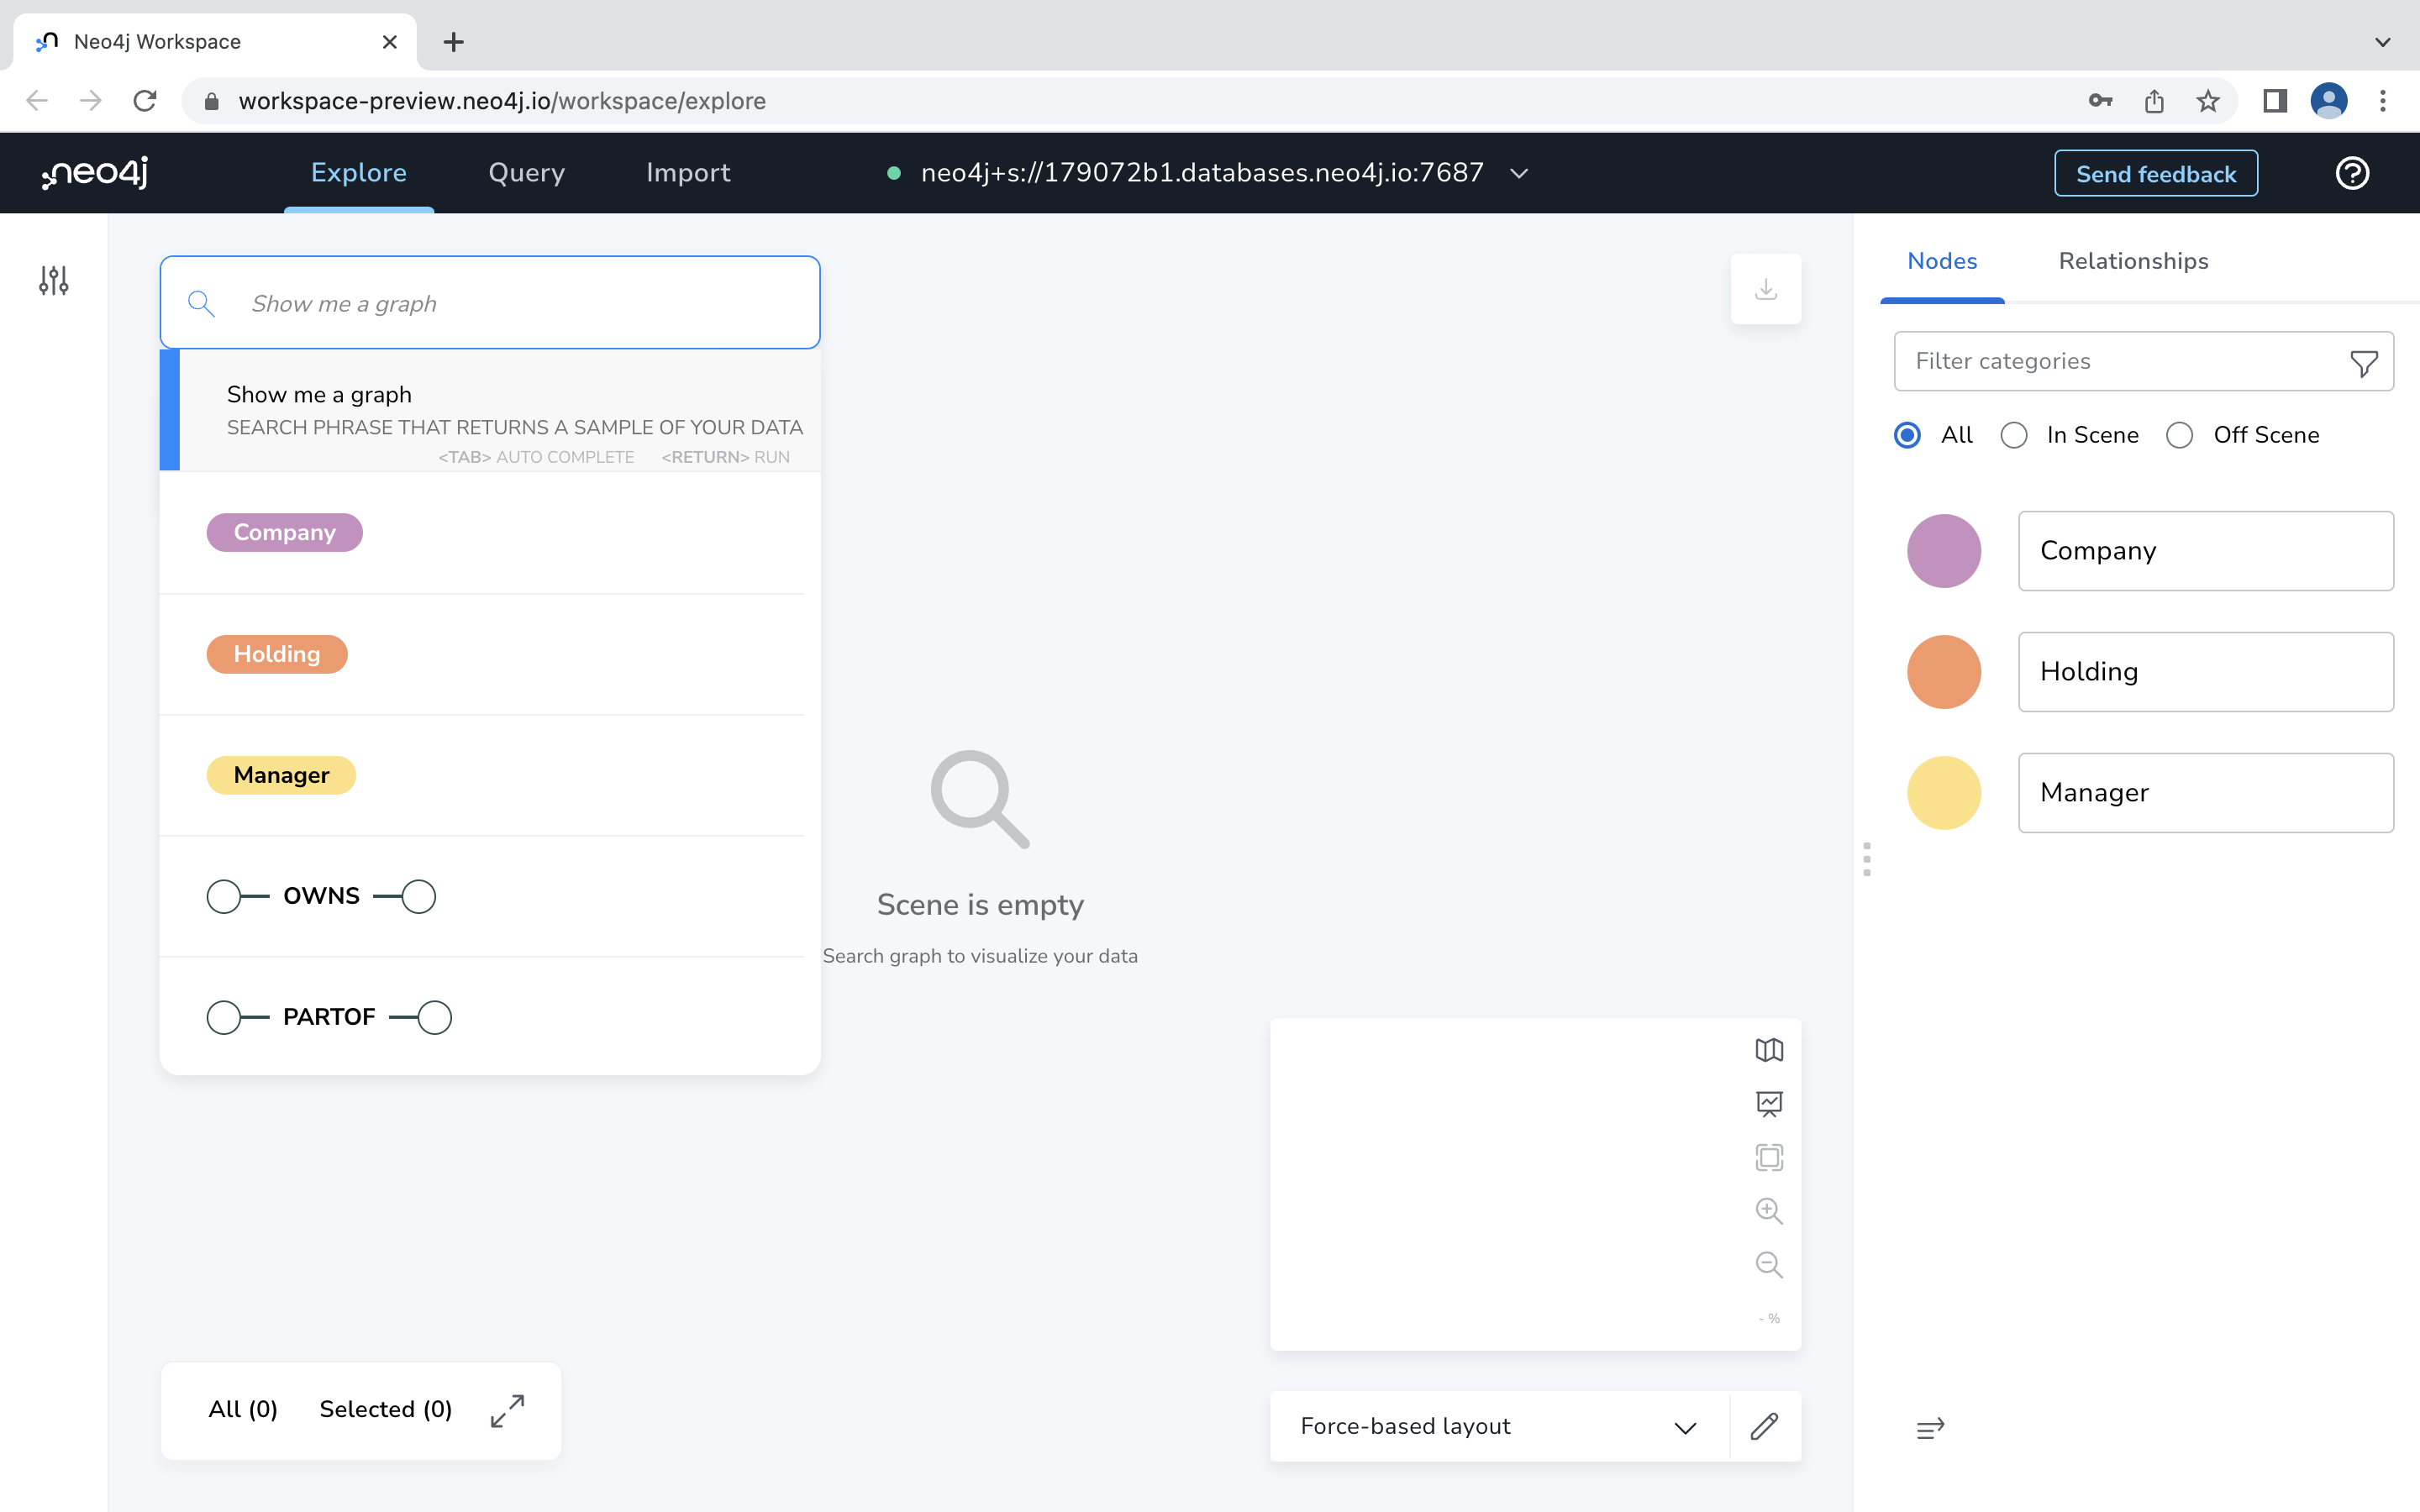 Neo4j Workspace
workspace-preview.neo4j.io/workspace/explore
neo4j
Explore
Query
Import
neo4j+s://179072b1.databases.neo4j.io:7687
Send feedback
Show me a graph
Show me a graph
SEARCH PHRASE THAT RETURNS A SAMPLE OF YOUR DATA
<TAB> AUTO COMPLETE <RETURN> RUN
Company
Holding
Manager
OWNS
PARTOF
Scene is empty
Search graph to visualize your data
- %
All (0)
Selected (0)
Force-based layout
Nodes
Relationships
Filter categories
All
In Scene
Off Scene
Company
Holding
Manager